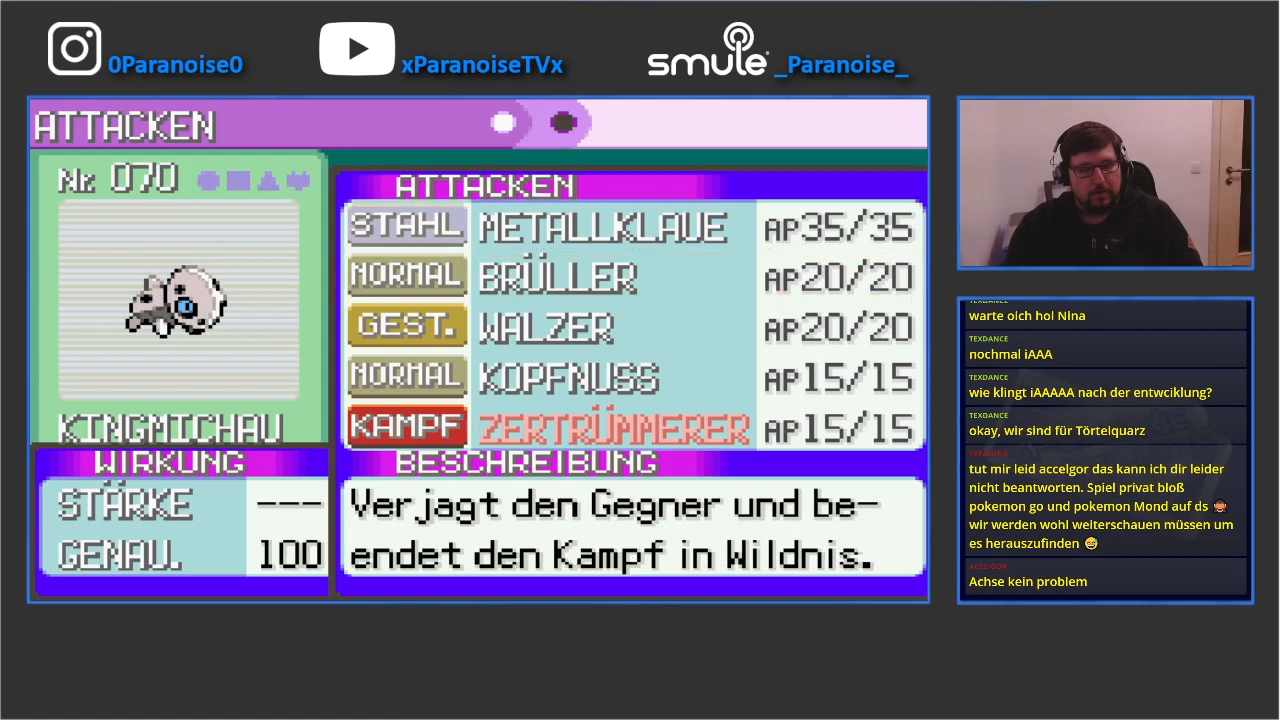 0Paranoise0
xParanoiseTVx
smule
_Paranoise_
ATTACKEN
Nr. 070
KINGMICHAU
WIRKUNG
STÄRKE ---
GENAU. 100
ATTACKEN
STAHL METALLKLAUE AP35/35
NORMAL BRÜLLER AP20/20
GEST. WALZER AP20/20
NORMAL KOPFNUSS AP15/15
KAMPF ZERTRÜMMERER AP15/15
BESCHREIBUNG
Verjagt den Gegner und be-
endet den Kampf in Wildnis.
TEXDANCE
warte oich hol Nina
TEXDANCE
nochmal iAAA
TEXDANCE
wie klingt iAAAAA nach der entwciklung?
TEXDANCE
okay, wir sind für Törtelquarz
tut mir leid accelgor das kann ich dir leider
nicht beantworten. Spiel privat bloß
pokemon go und pokemon Mond auf ds
wir werden wohl weiterschauen müssen um
es herauszufinden
Achse kein problem